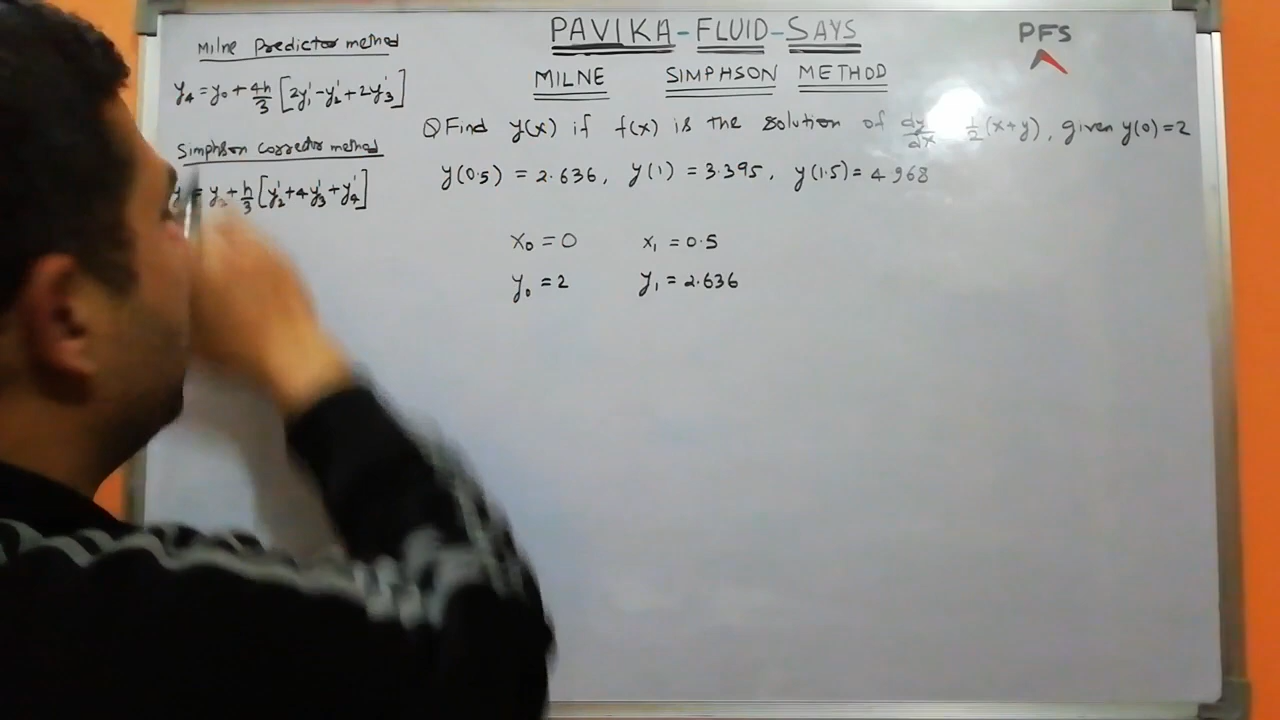 PAVIKA-FLUID-SAYS
PFS
MILNE SIMPHSON METHOD
Milne Predictor method
y₄ = y₀ + 4h/3 [2y₁' - y₂' + 2y₃']
Simphson corrector method
y = y₂ + h/3 [y₂' + 4y₃' + y₄']
Q Find y(x) if f(x) is the solution of dy/dx 1/2 (x+y), given y(0)=2
y(0.5) = 2.636, y(1) = 3.395, y(1.5) = 4.968
x₀ = 0 x₁ = 0.5
y₀ = 2 y₁ = 2.636